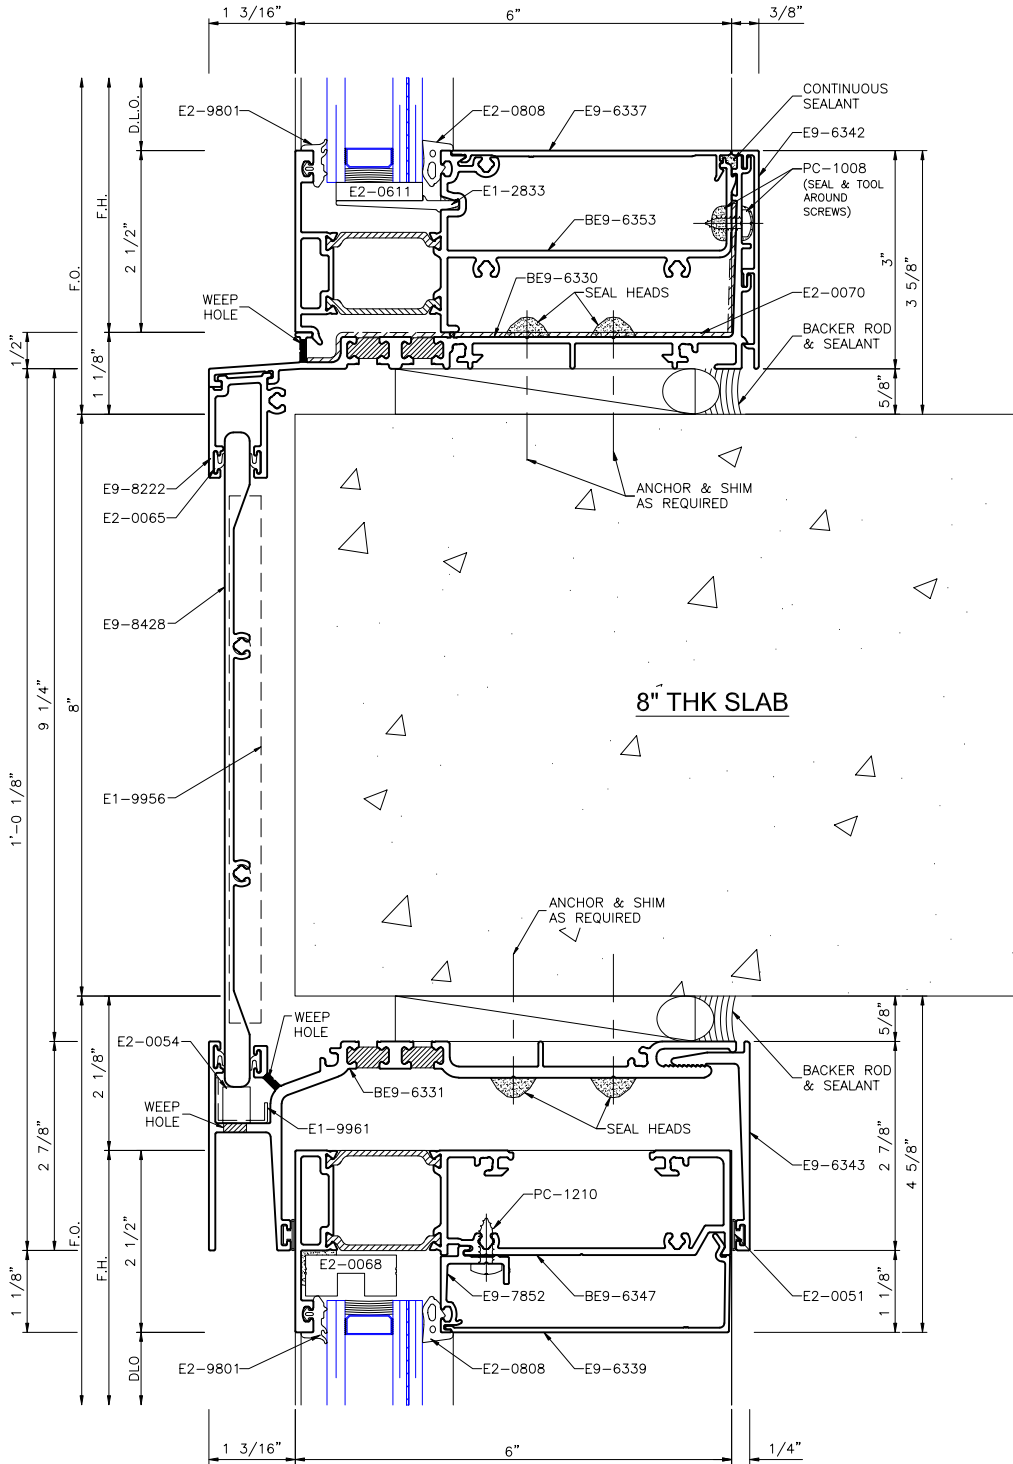 1 3/16"
6"
3/8"
E2-9801
E2-0808
E9-6337
CONTINUOUS
SEALANT
E9-6342
D.L.O.
PC-1008
(SEAL & TOOL
AROUND
SCREWS)
E2-0611
E1-2833
F.H.
2 1/2"
BE9-6353
3"
3 5/8"
F.O.
BE9-6330
SEAL HEADS
E2-0070
WEEP
HOLE
1/2"
BACKER ROD
& SEALANT
1 1/8"
5/8"
E9-8222
E2-0065
ANCHOR & SHIM
AS REQUIRED
E9-8428
9 1/4"
8"
8" THK SLAB
E1-9956
1'-0 1/8"
ANCHOR & SHIM
AS REQUIRED
WEEP
HOLE
5/8"
E2-0054
2 1/8"
BE9-6331
BACKER ROD
& SEALANT
WEEP
HOLE
E1-9961
SEAL HEADS
2 7/8"
E9-6343
2 7/8"
4 5/8"
PC-1210
F.O.
F.H.
2 1/2"
E2-0068
1 1/8"
E9-7852
BE9-6347
E2-0051
1 1/8"
DLO
E2-9801
E2-0808
E9-6339
1 3/16"
6"
1/4"